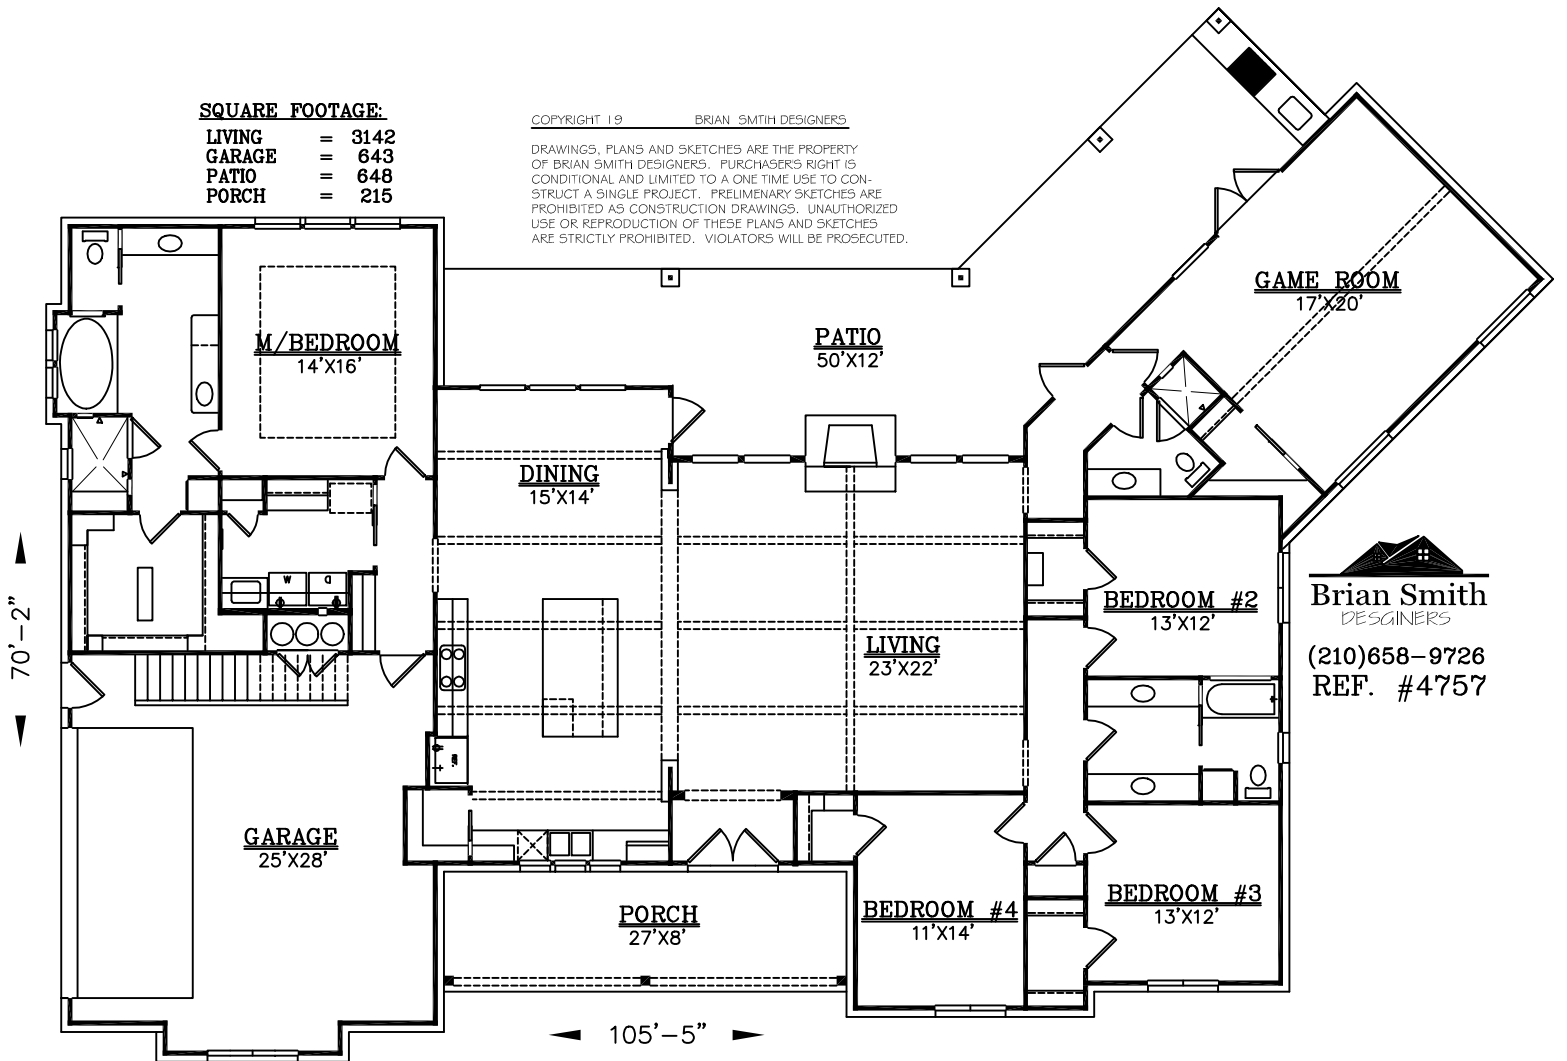 SQUARE FOOTAGE:
LIVING = 3142
GARAGE = 643
PATIO = 648
PORCH = 215
COPYRIGHT 19 BRIAN SMTIH DESIGNERS
DRAWINGS, PLANS AND SKETCHES ARE THE PROPERTY
OF BRIAN SMITH DESIGNERS. PURCHASERS RIGHT IS
CONDITIONAL AND LIMITED TO A ONE TIME USE TO CON-
STRUCT A SINGLE PROJECT. PRELIMENARY SKETCHES ARE
PROHIBITED AS CONSTRUCTION DRAWINGS. UNAUTHORIZED
USE OR REPRODUCTION OF THESE PLANS AND SKETCHES
ARE STRICTLY PROHIBITED. VIOLATORS WILL BE PROSECUTED.
GAME ROOM
17'X20'
M/BEDROOM
14'X16'
PATIO
50'X12'
DINING
15'X14'
W
D
BEDROOM #2
13'X12'
Brian Smith
DESGINERS
(210)658-9726
REF. #4757
70'-2"
LIVING
23'X22'
REF.
GARAGE
25'X28'
PORCH
27'X8'
BEDROOM #4
11'X14'
BEDROOM #3
13'X12'
105'-5"